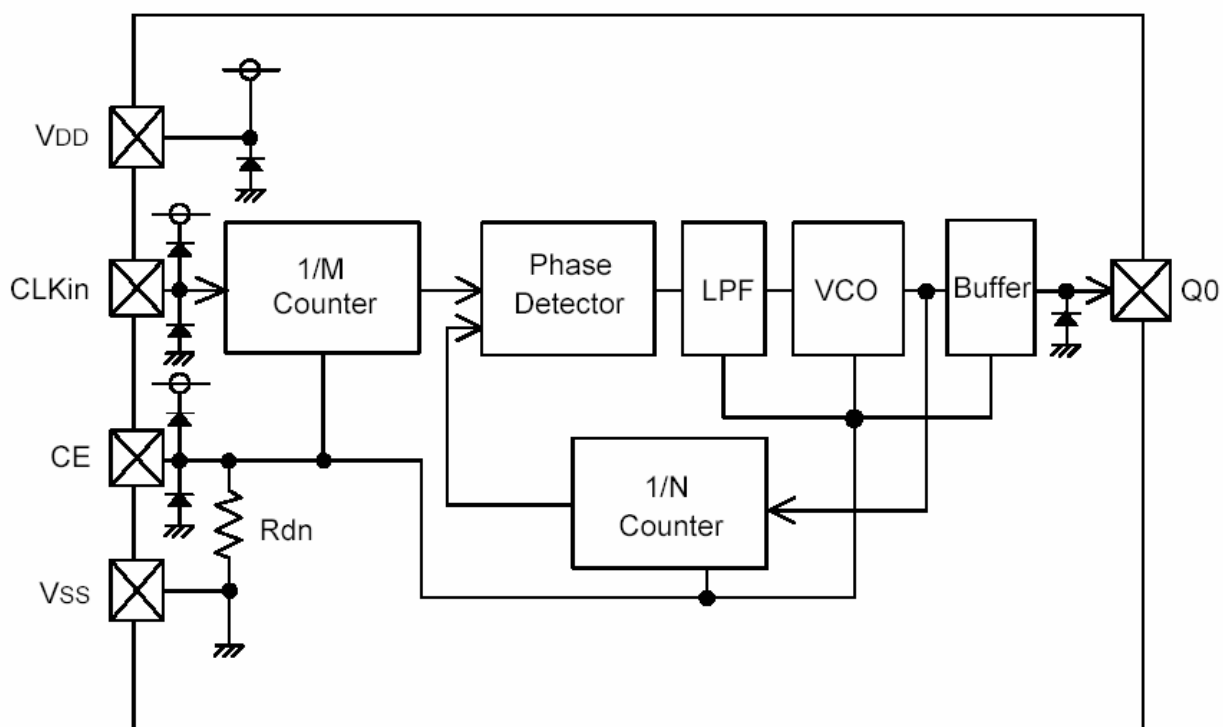 VDD
CLKin
1/M
Counter
Phase
Detector
LPF
VCO
Buffer
Q0
CE
Rdn
1/N
Counter
VSS